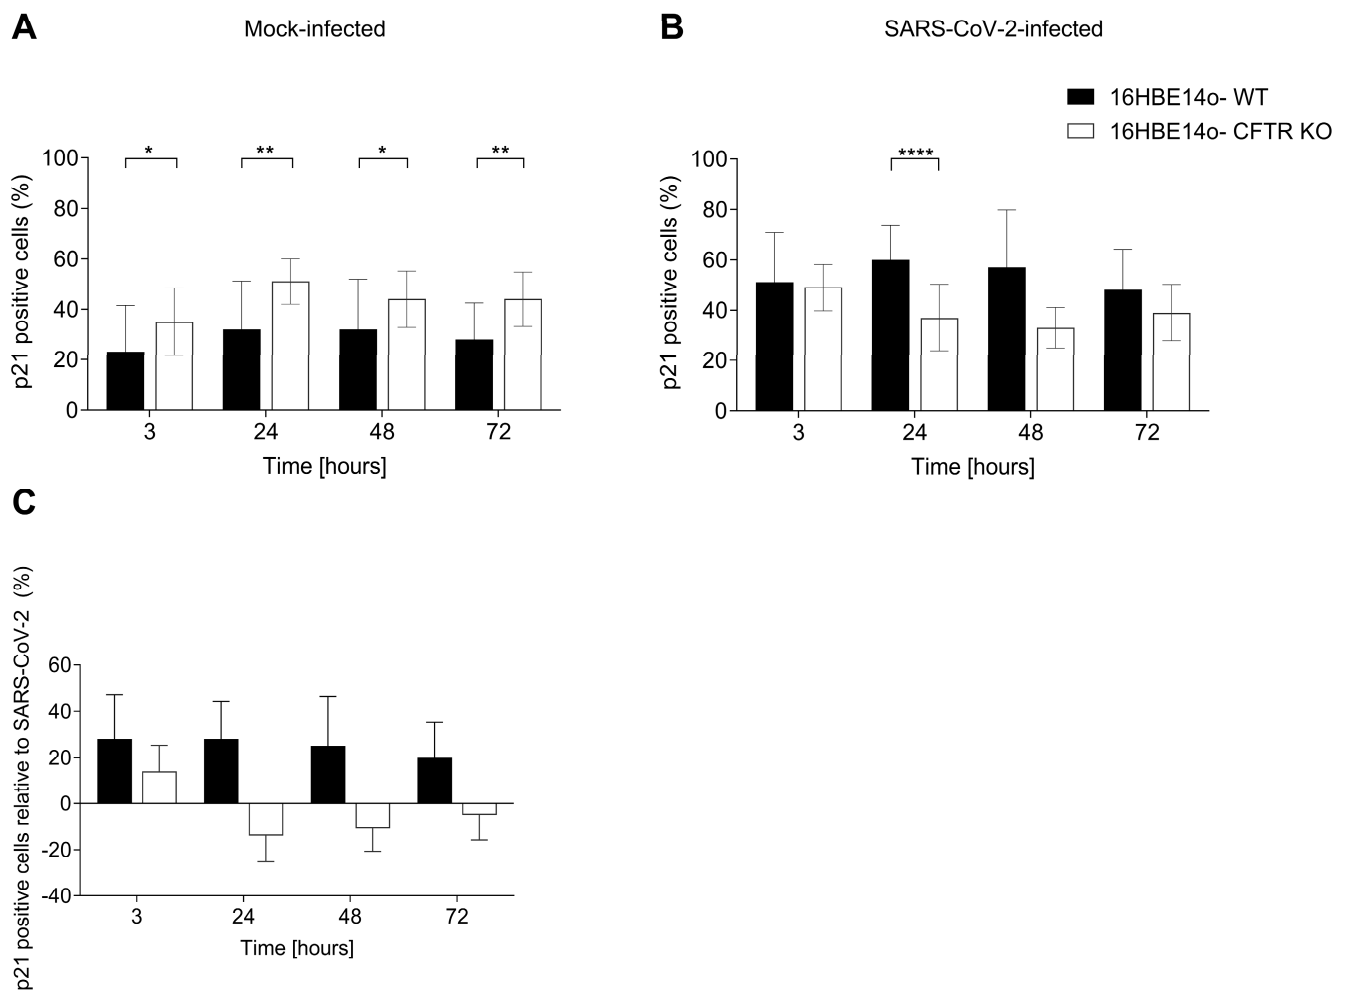 A
Mock-infected
B
SARS-CoV-2-infected
16HBE14o- WT
16HBE14o- CFTR KO
p21 positive cells (%)
100
80
60
40
20
0
*
**
*
**
3
24
48
72
Time [hours]
p21 positive cells (%)
100
80
60
40
20
0
****
3
24
48
72
Time [hours]
C
p21 positive cells relative to SARS-CoV-2 (%)
60
40
20
0
-20
-40
3
24
48
72
Time [hours]